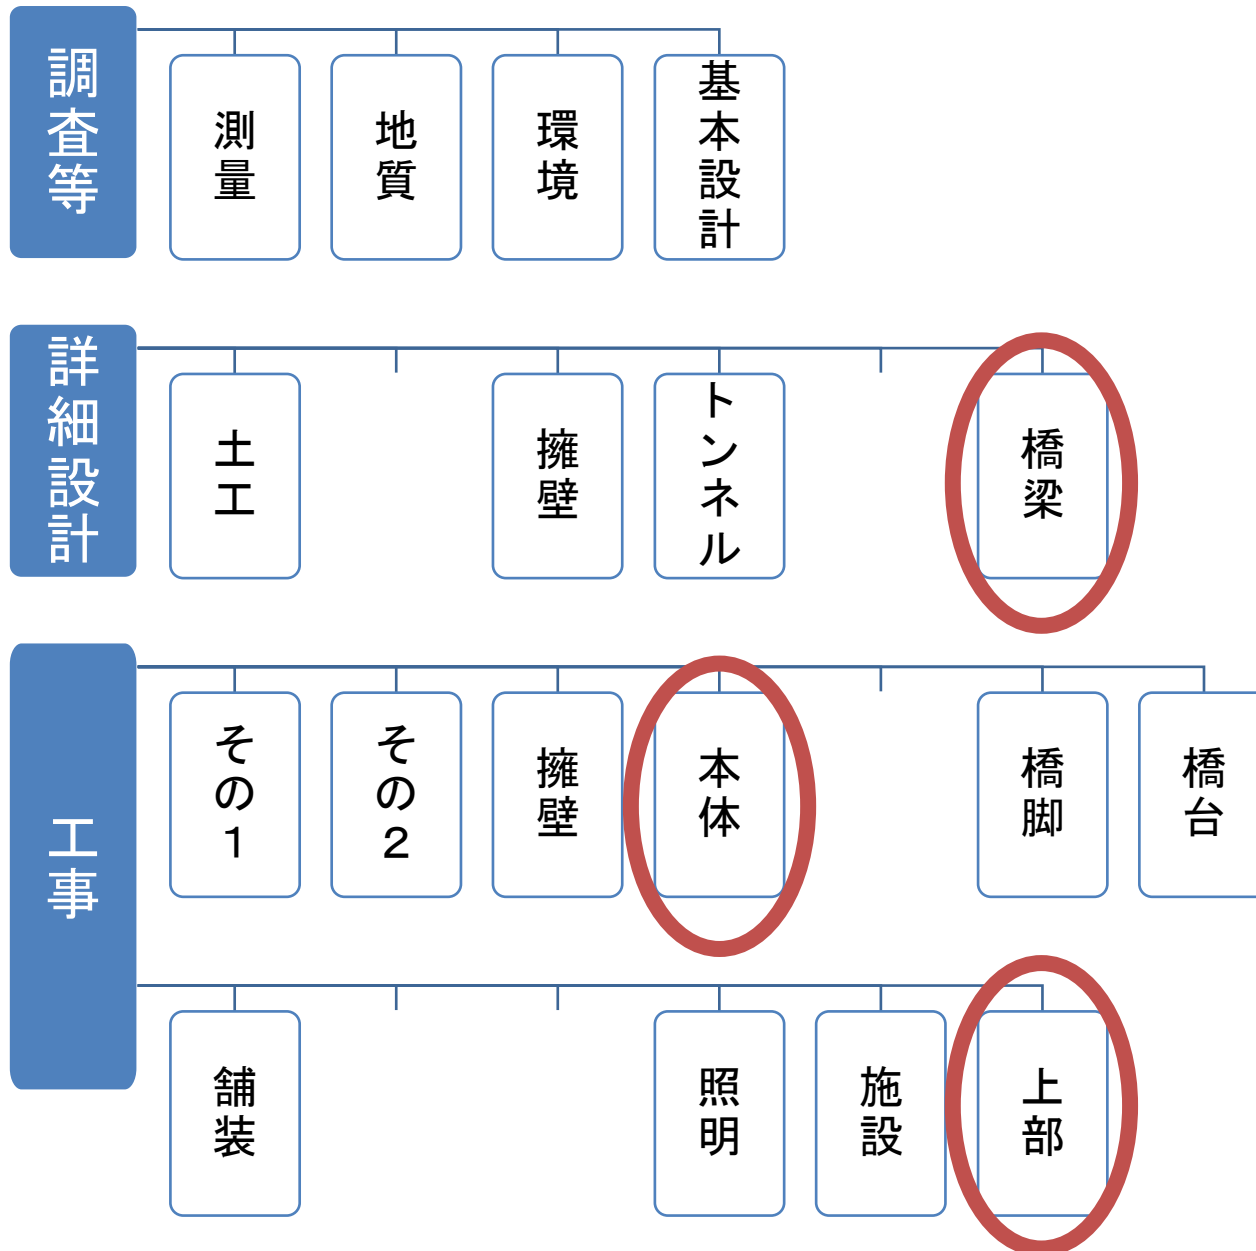 調査等
測量
地質
環境
基本設計
詳細設計
土工
擁壁
トンネル
橋梁
工事
その1
その2
擁壁
本体
橋脚
橋台
舗装
照明
施設
上部